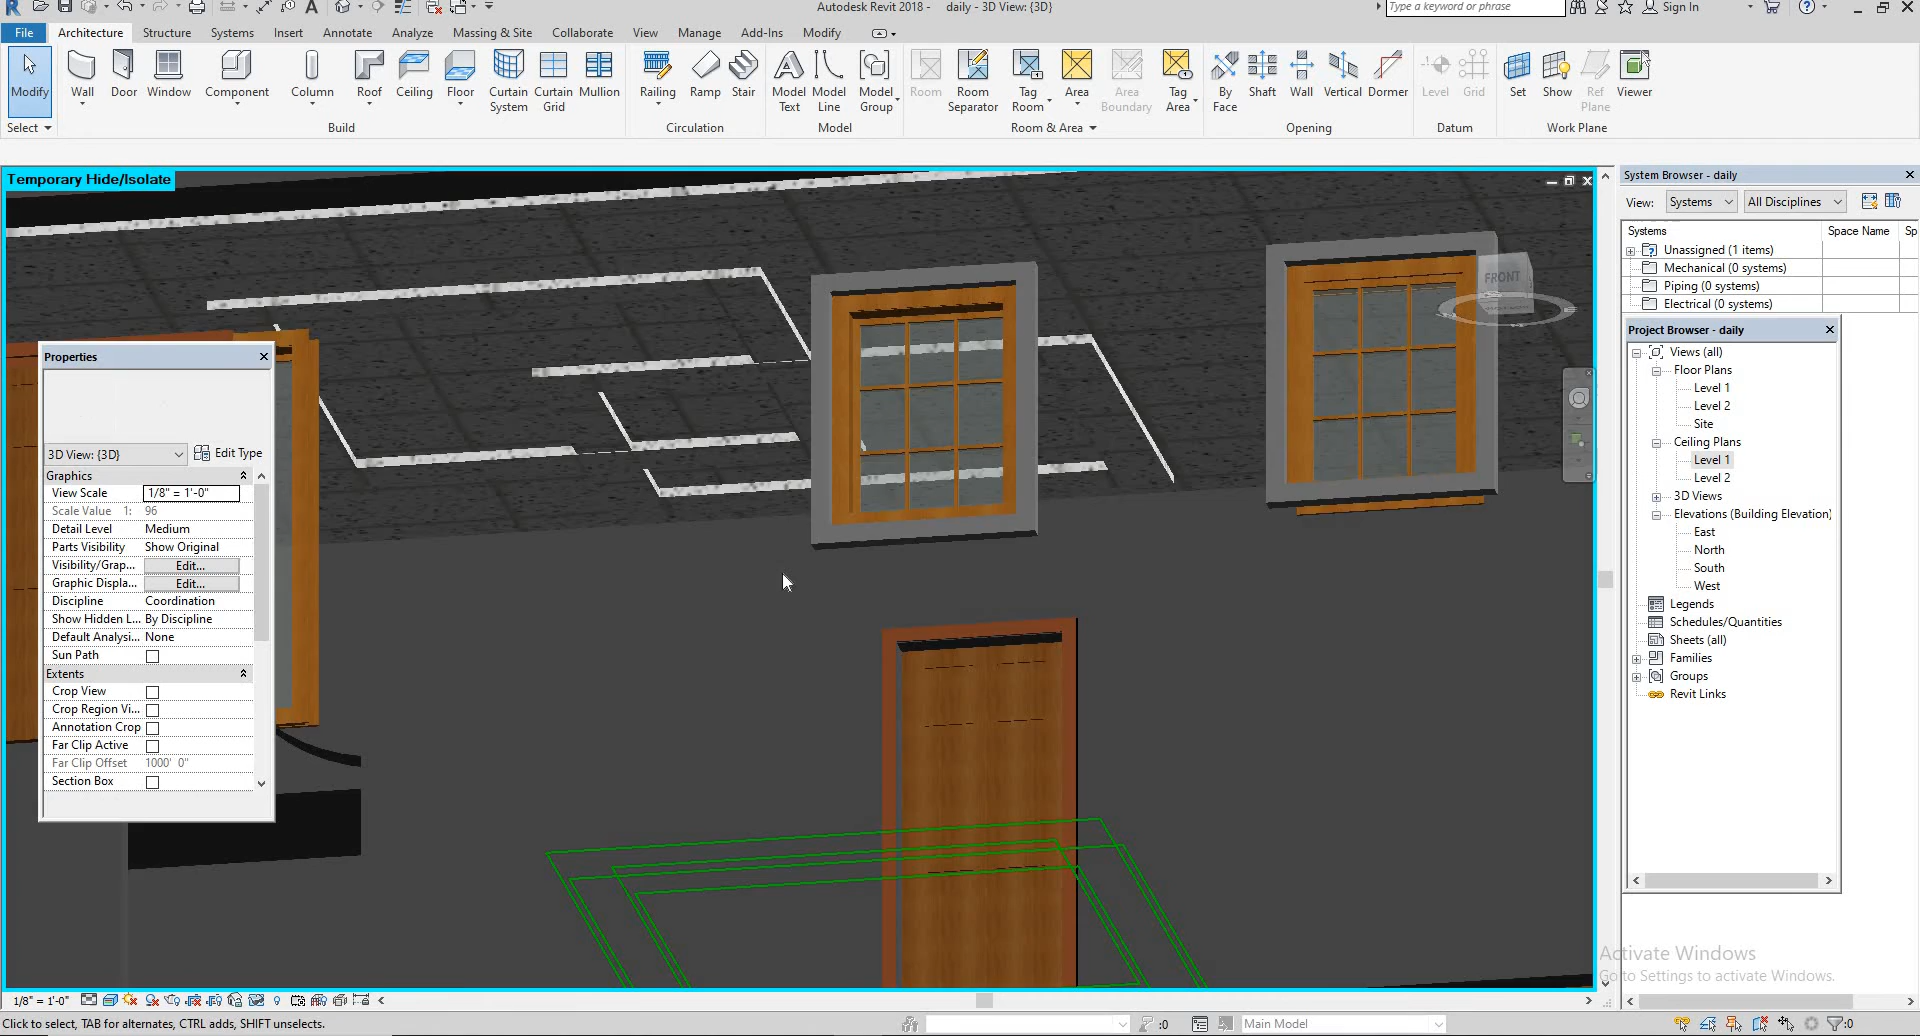 Autodesk Revit 2018 -    daily - 3D View: {3D}
Type a keyword or phrase
Sign In
File Architecture Structure Systems Insert Annotate Analyze Massing & Site Collaborate View Manage Add-Ins Modify
Modify Wall Door Window Component Column Roof Ceiling Floor Curtain System Curtain Grid Mullion Railing Ramp Stair Model Text Model Line Model Group Room Room Separator Tag Room Area Area Boundary Tag Area By Face Shaft Wall Vertical Dormer Level Grid Set Show Ref Plane Viewer
Select Build Circulation Model Room & Area Opening Datum Work Plane
Temporary Hide/Isolate
FRONT
Properties
3D View: {3D}
Edit Type
Graphics
View Scale 1/8" = 1'-0"
Scale Value 1: 96
Detail Level Medium
Parts Visibility Show Original
Visibility/Grap... Edit...
Graphic Displa... Edit...
Discipline Coordination
Show Hidden L... By Discipline
Default Analysi... None
Sun Path
Extents
Crop View
Crop Region Vi...
Annotation Crop
Far Clip Active
Far Clip Offset 1000' 0"
Section Box
System Browser - daily
View: Systems All Disciplines
Systems Space Name Sp
Unassigned (1 items)
Mechanical (0 systems)
Piping (0 systems)
Electrical (0 systems)
Project Browser - daily
Views (all)
Floor Plans
Level 1
Level 2
Site
Ceiling Plans
Level 1
Level 2
3D Views
Elevations (Building Elevation)
East
North
South
West
Legends
Schedules/Quantities
Sheets (all)
Families
Groups
Revit Links
Activate Windows
Go to Settings to activate Windows.
1/8" = 1'-0"
Click to select, TAB for alternates, CTRL adds, SHIFT unselects.
:0
Main Model
:0